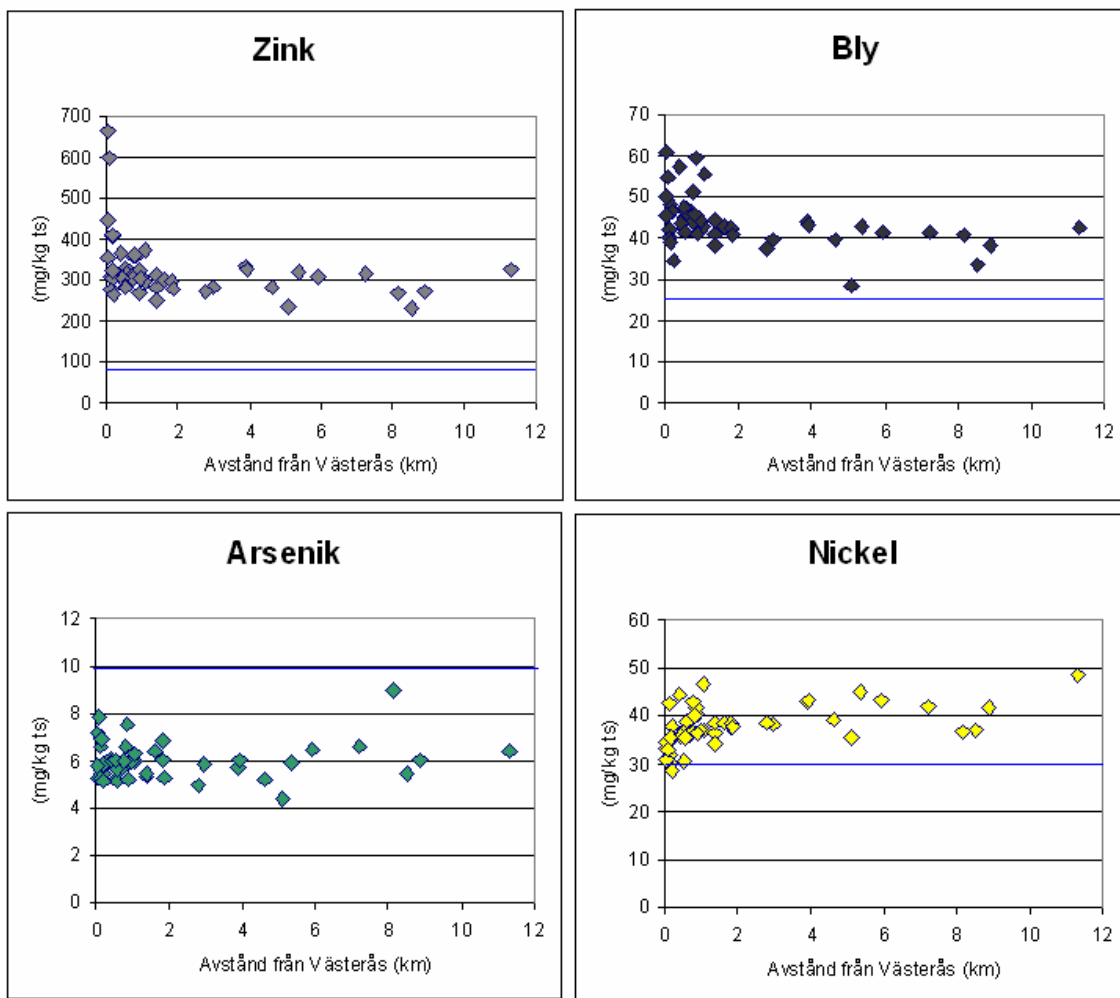 Zink
(mg/kg ts)
700
600
500
400
300
200
100
0
0 2 4 6 8 10 12
Avstånd från Västerås (km)
Bly
(mg/kg ts)
70
60
50
40
30
20
10
0
0 2 4 6 8 10 12
Avstånd från Västerås (km)
Arsenik
(mg/kg ts)
12
10
8
6
4
2
0
0 2 4 6 8 10 12
Avstånd från Västerås (km)
Nickel
(mg/kg ts)
60
50
40
30
20
10
0
0 2 4 6 8 10 12
Avstånd från Västerås (km)